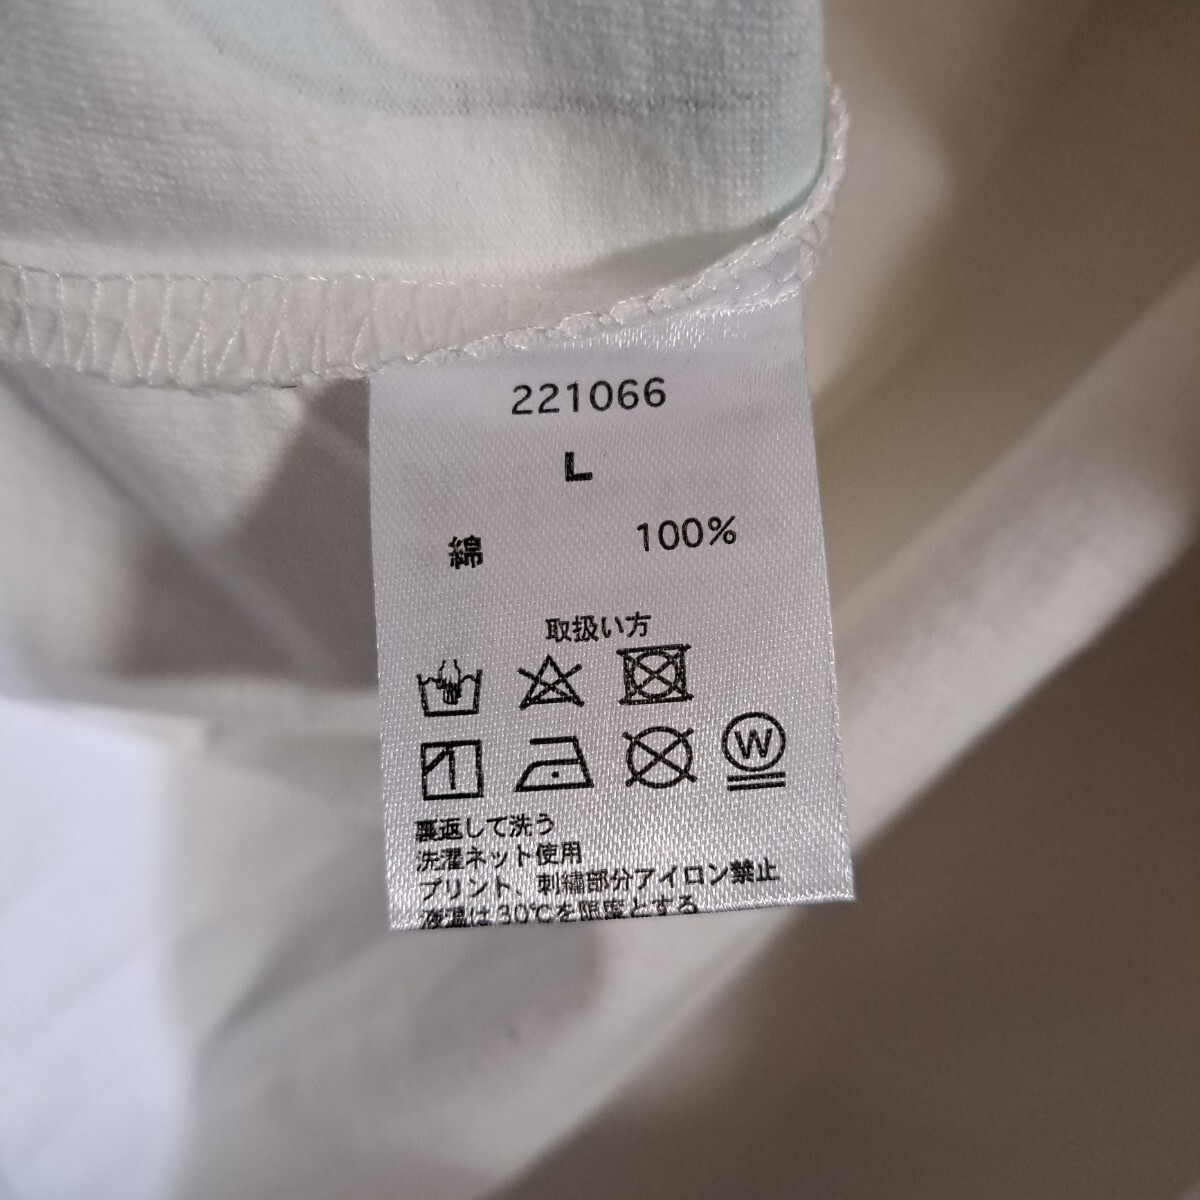 221066
L
綿 100%
取扱い方
W
裏返して洗う
洗濯ネット使用
プリント、刺繍部分アイロン禁止
液温は30℃を限度とする